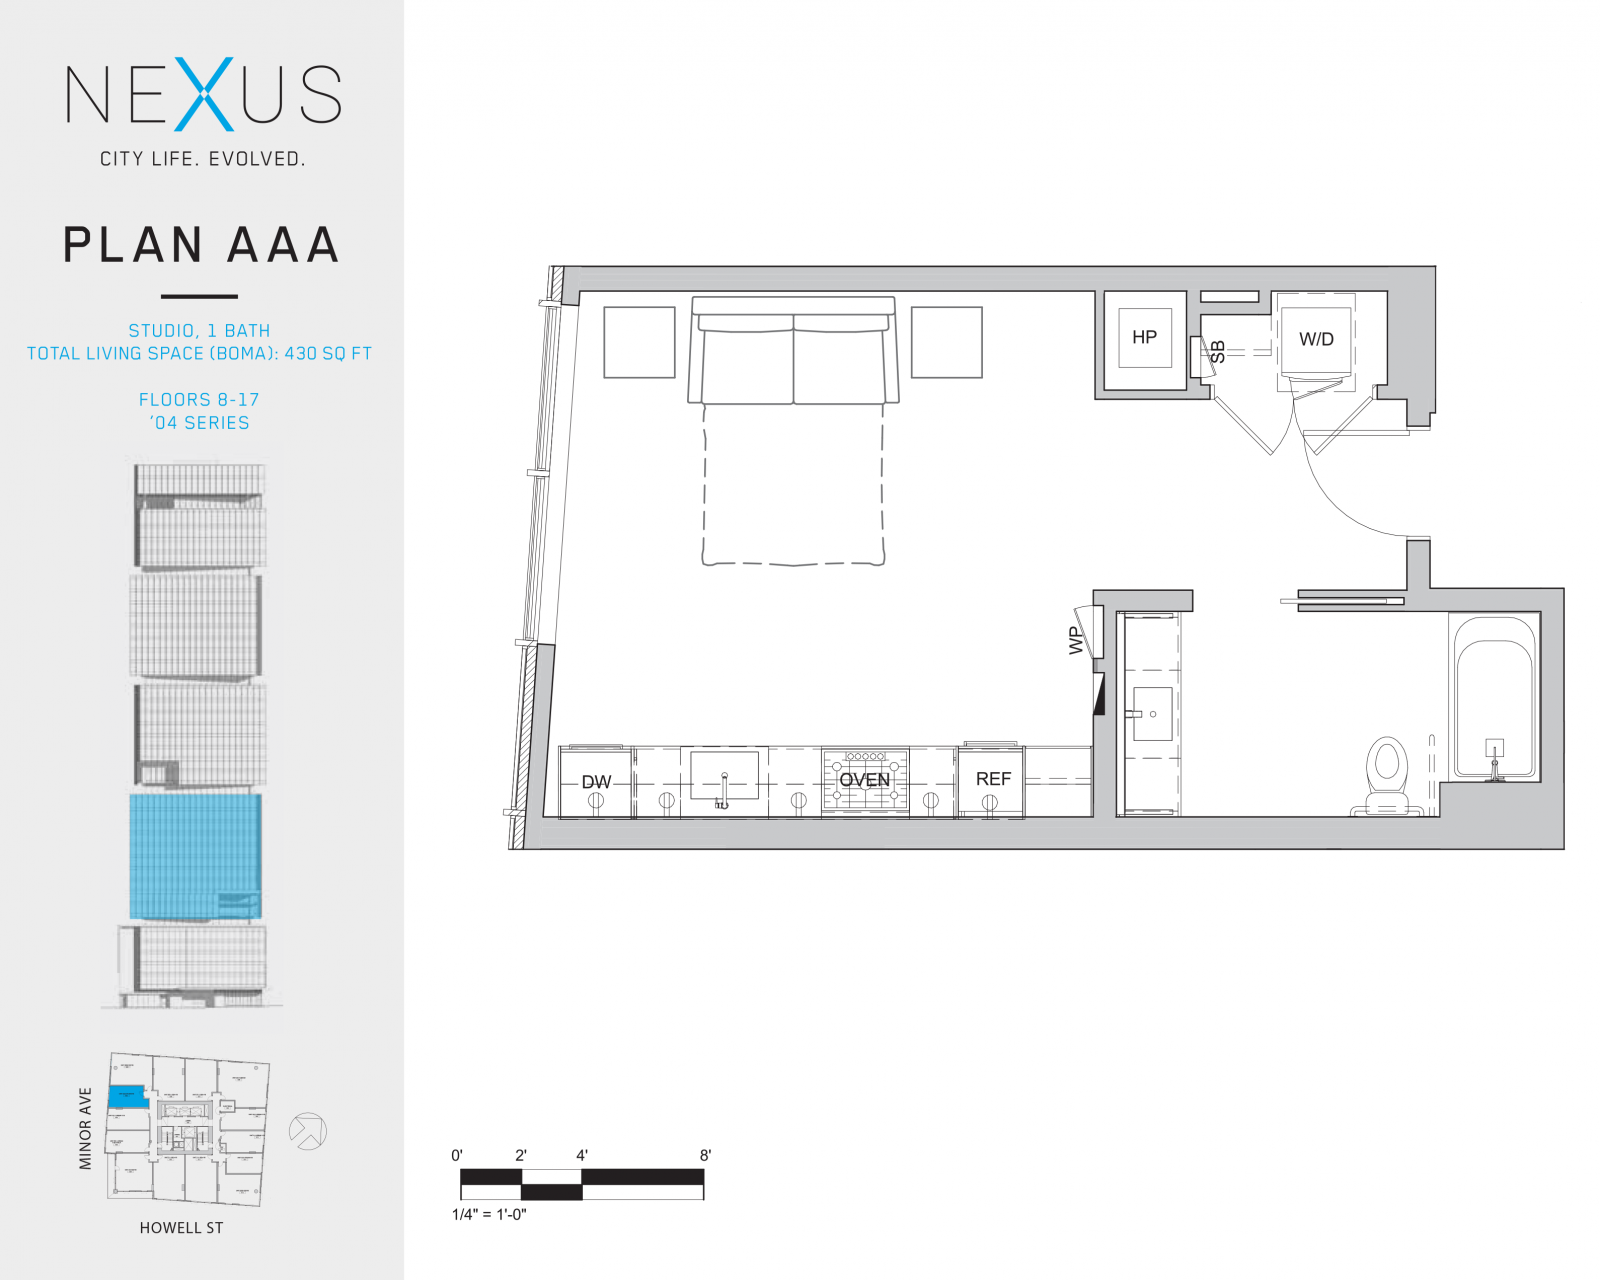 NEXUS
CITY LIFE. EVOLVED.
PLAN AAA
STUDIO, 1 BATH
TOTAL LIVING SPACE (BOMA): 430 SQ FT
FLOORS 8-17
‘04 SERIES
MINOR AVE
HOWELL ST
HP
SB
W/D
WP
DW
OVEN
REF
0' 2' 4' 8'
1/4" = 1'-0"